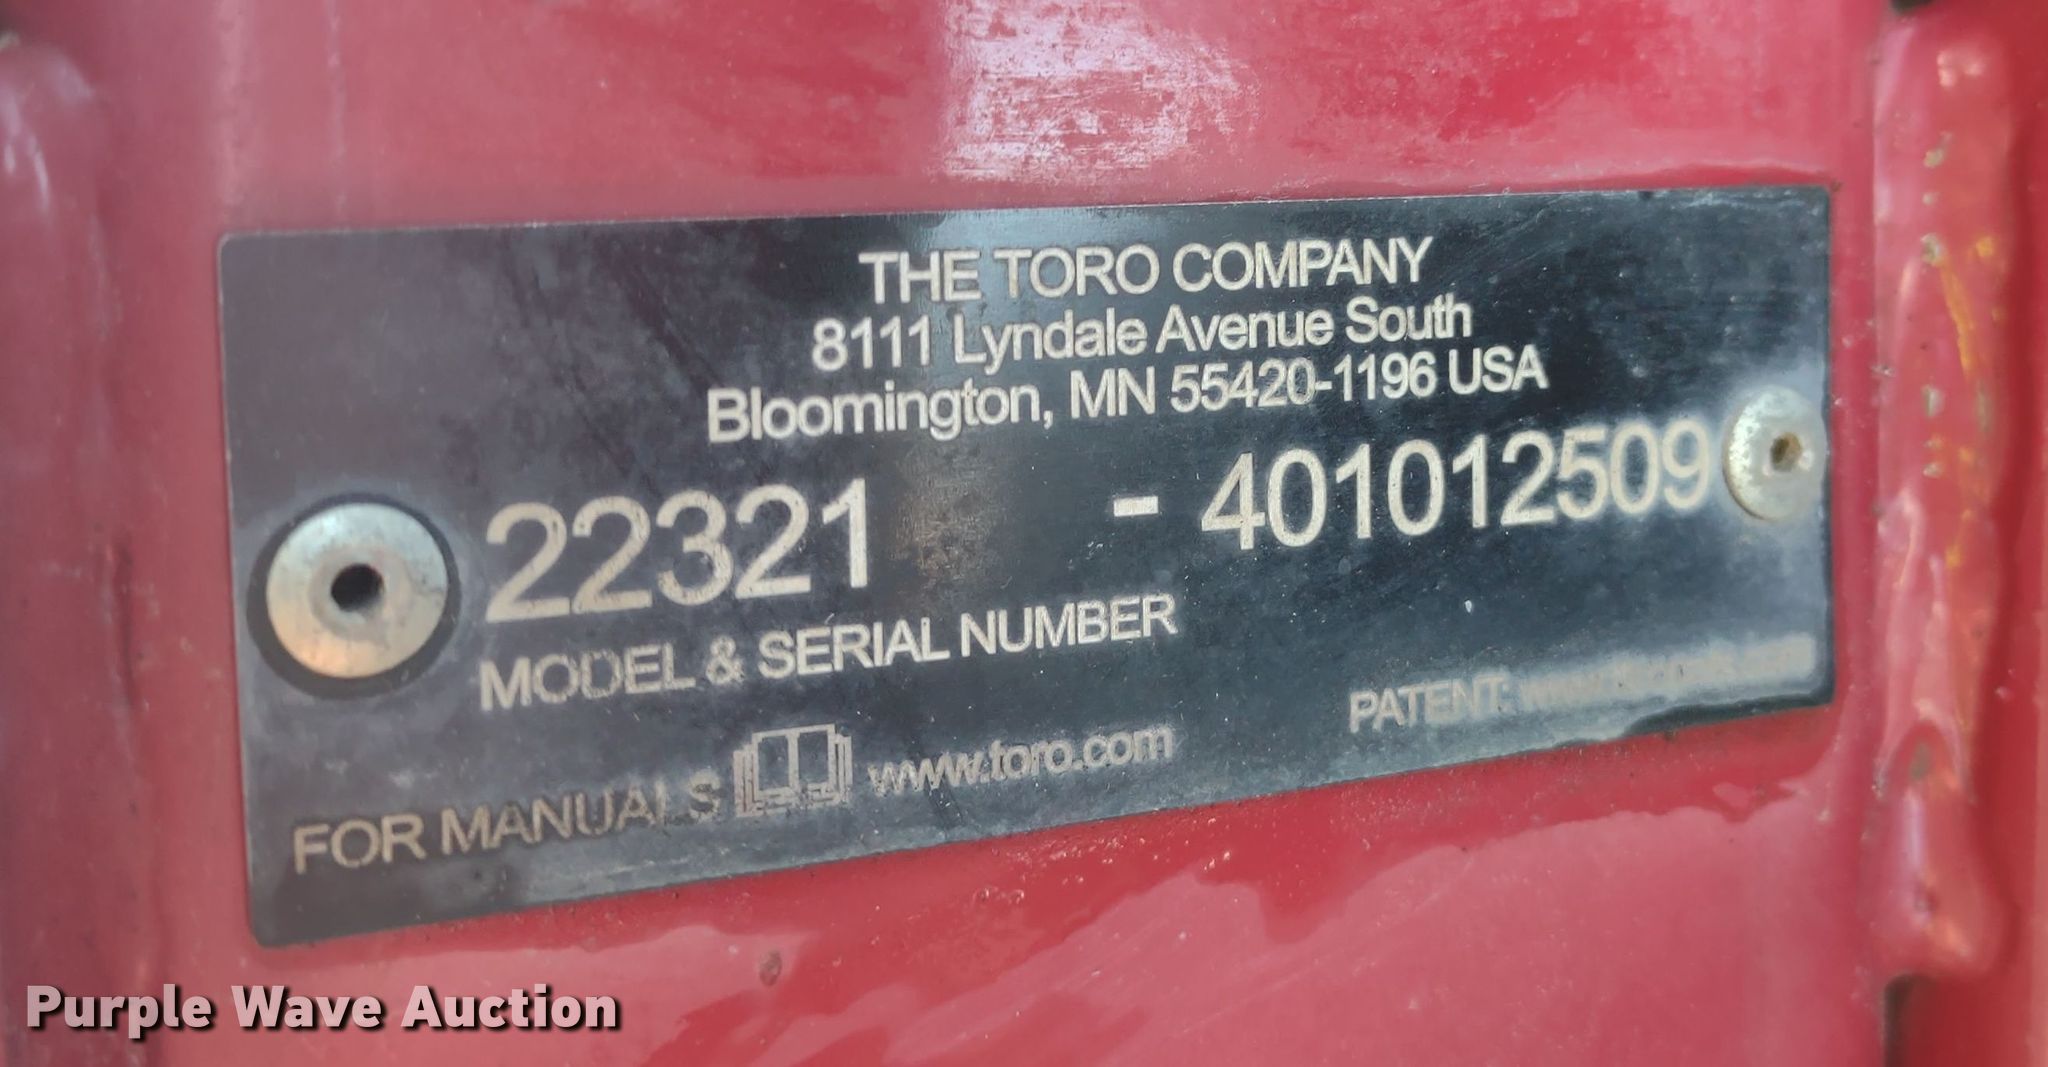 THE TORO COMPANY
8111 Lyndale Avenue South
Bloomington, MN 55420-1196 USA
22321 - 401012509
MODEL & SERIAL NUMBER
FOR MANUALS www.toro.com
PATENT:
Purple Wave Auction